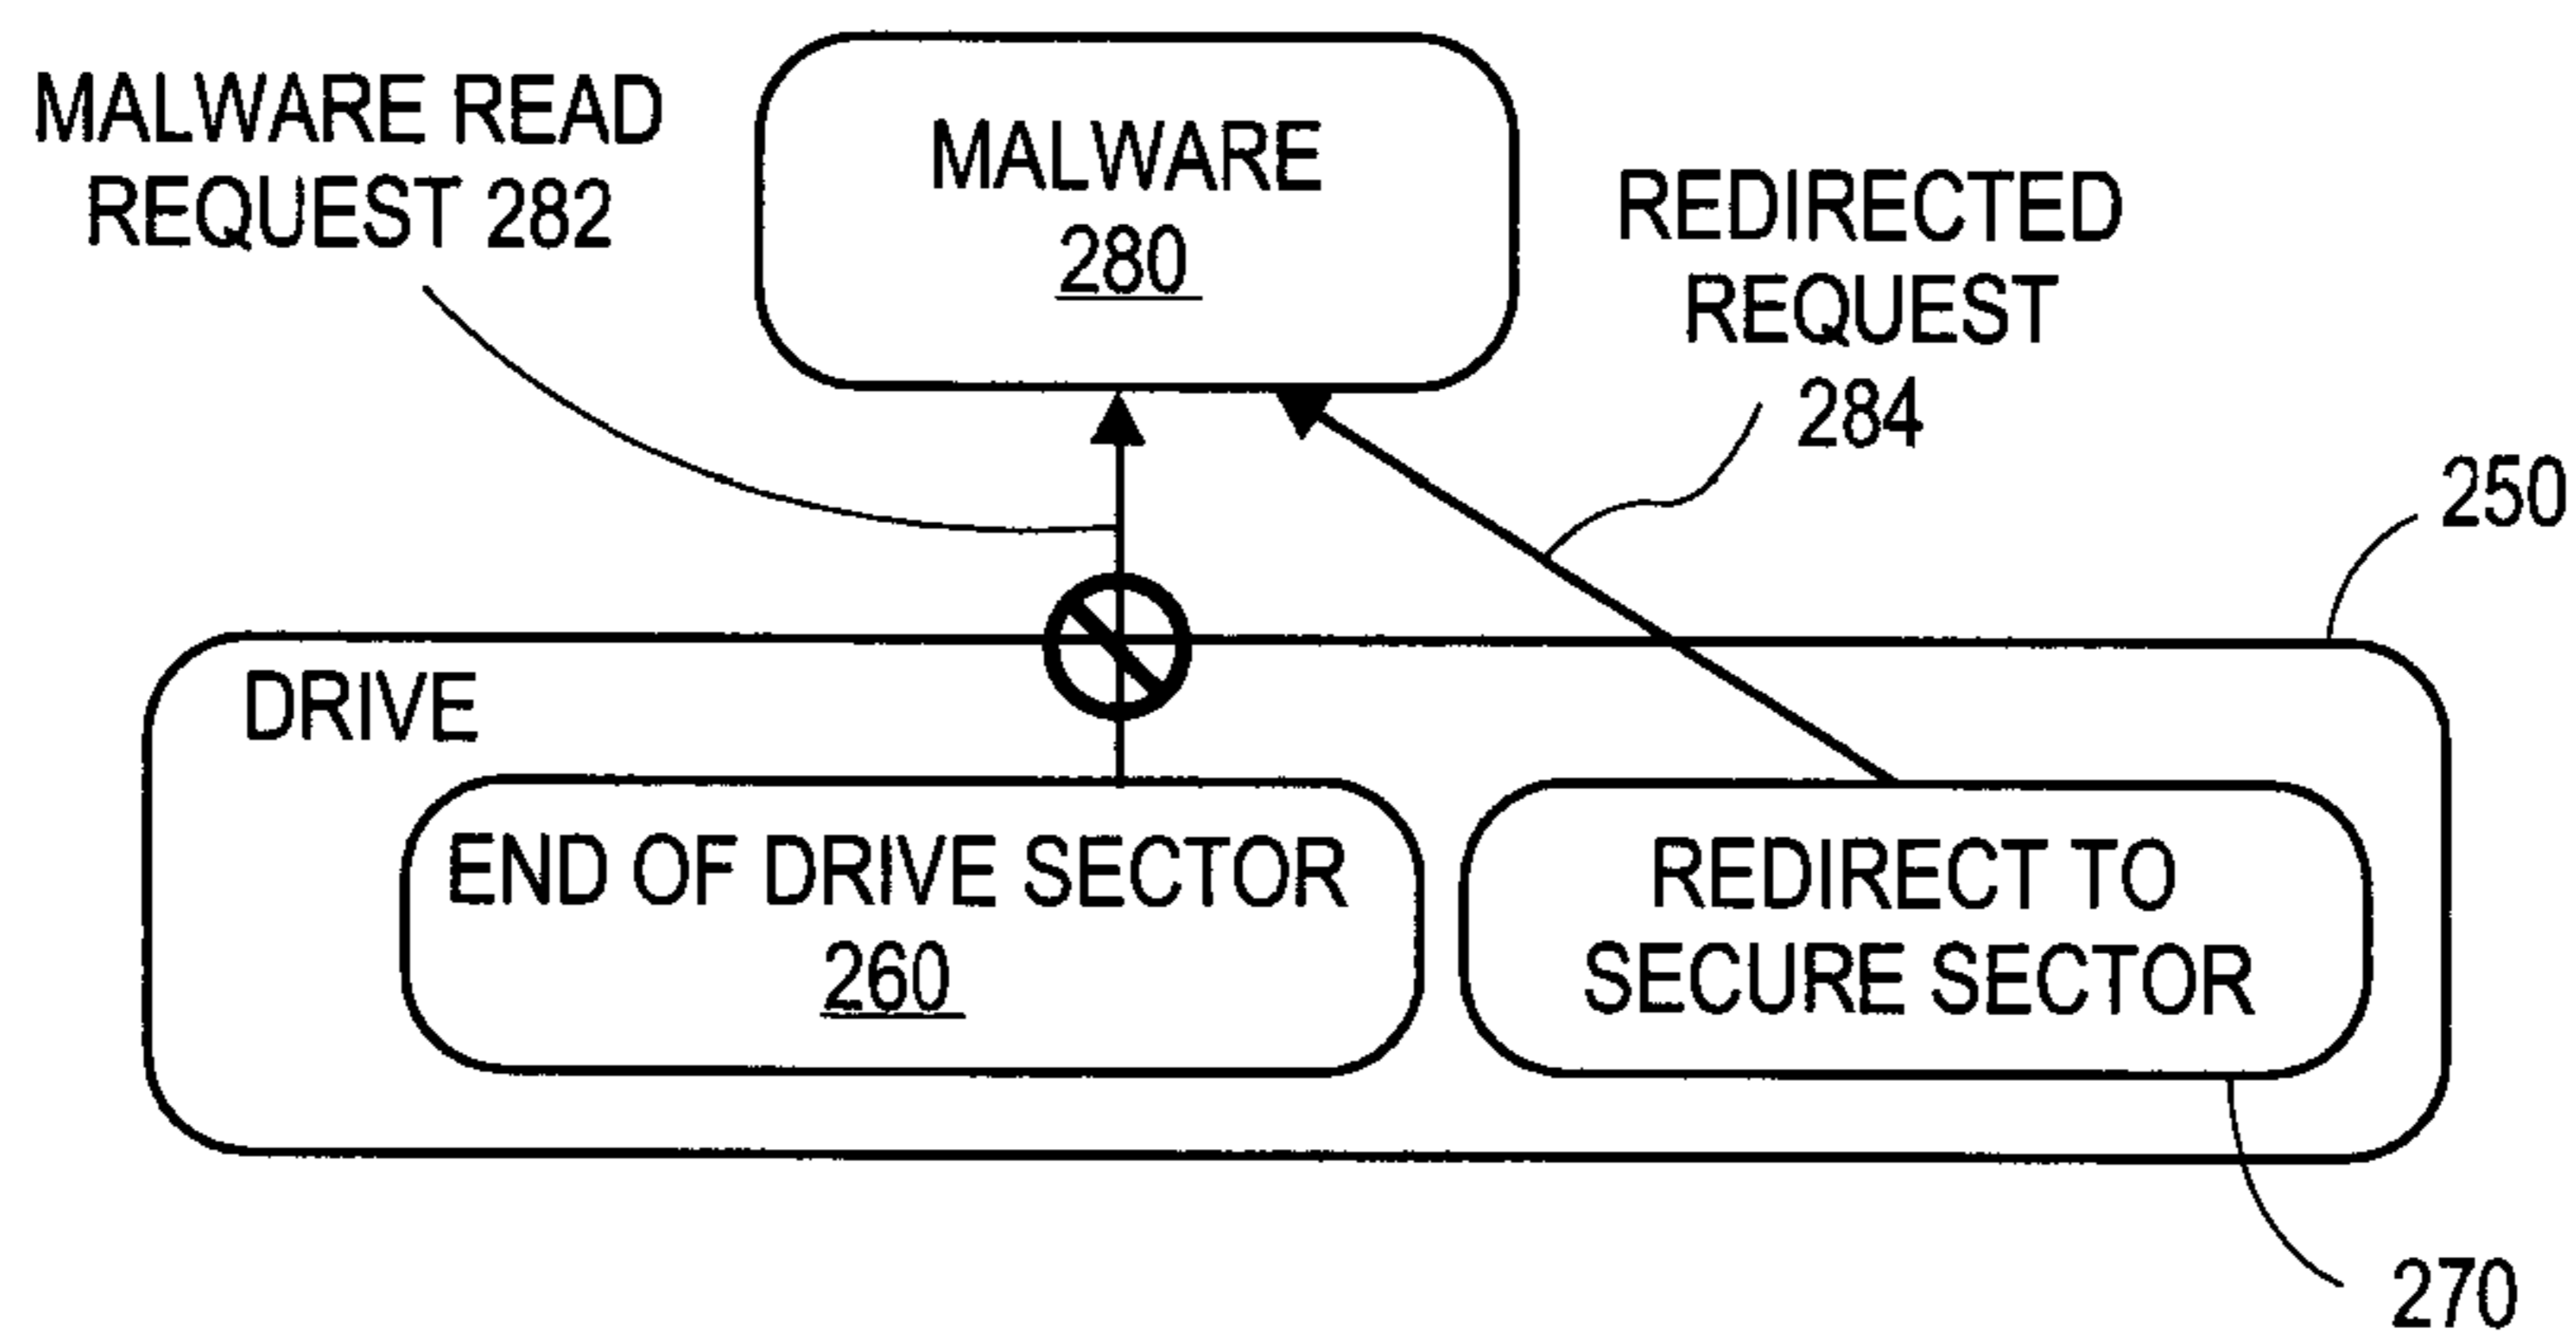 MALWARE READ
REQUEST 282
MALWARE
280
REDIRECTED
REQUEST
284
250
DRIVE
END OF DRIVE SECTOR
260
REDIRECT TO
SECURE SECTOR
270